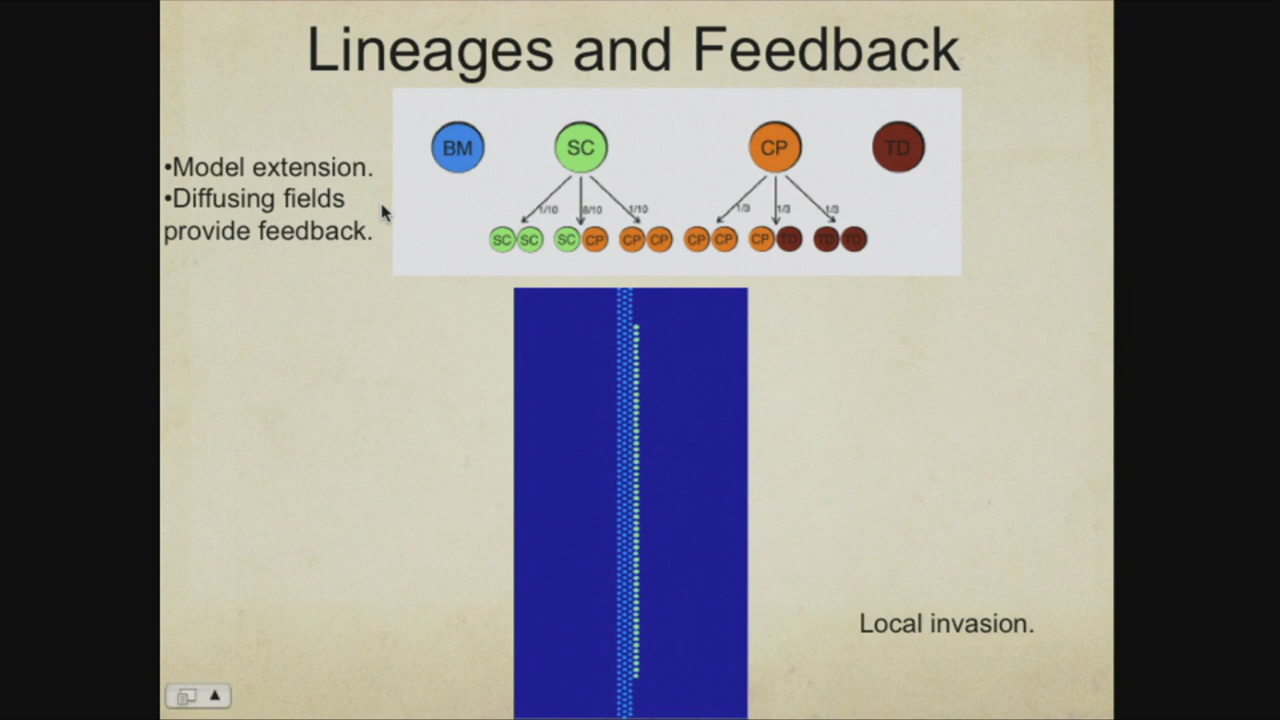 Lineages and Feedback
•Model extension.
•Diffusing fields
provide feedback.
BM SC CP TD
1/10 8/10 1/10 1/3 1/3 1/3
SC SC SC CP CP CP CP CP CP TD TD TD
Local invasion.